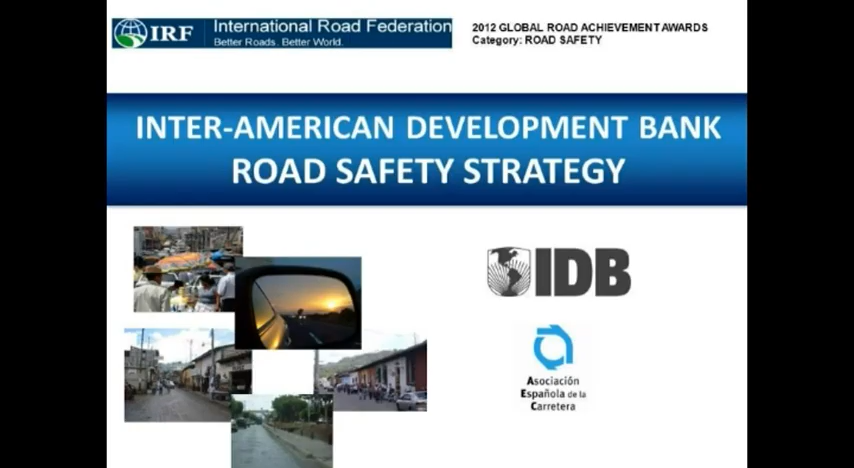 IRF International Road Federation
Better Roads. Better World.
2012 GLOBAL ROAD ACHIEVEMENT AWARDS
Category: ROAD SAFETY
INTER-AMERICAN DEVELOPMENT BANK
ROAD SAFETY STRATEGY
IDB
Asociación
Española de la
Carretera